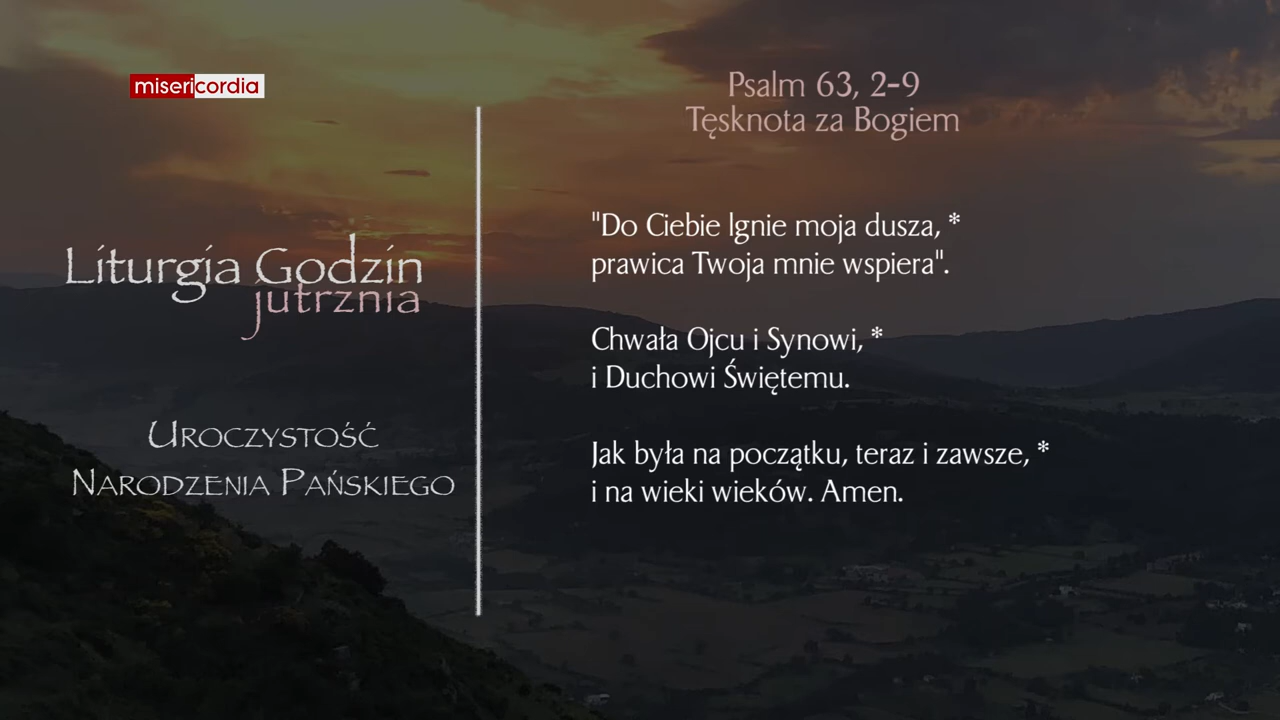 misericordia
Liturgia Godzin
jutrznia
Uroczystość
Narodzenia Pańskiego
Psalm 63, 2-9
Tęsknota za Bogiem
"Do Ciebie lgnie moja dusza, *
prawica Twoja mnie wspiera".
Chwała Ojcu i Synowi, *
i Duchowi Świętemu.
Jak była na początku, teraz i zawsze, *
i na wieki wieków. Amen.